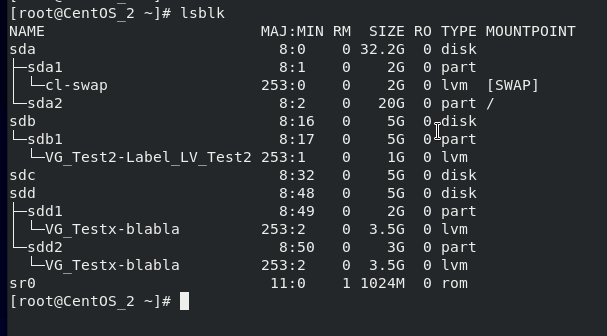 [root@CentOS_2 ~]# lsblk
NAME                         MAJ:MIN RM  SIZE RO TYPE MOUNTPOINT
sda                            8:0    0 32.2G  0 disk
├─sda1                         8:1    0    2G  0 part
│ └─cl-swap                  253:0    0    2G  0 lvm  [SWAP]
└─sda2                         8:2    0   20G  0 part /
sdb                            8:16   0    5G  0 disk
└─sdb1                         8:17   0    5G  0 part
  └─VG_Test2-Label_LV_Test2  253:1    0    1G  0 lvm
sdc                            8:32   0    5G  0 disk
sdd                            8:48   0    5G  0 disk
├─sdd1                         8:49   0    2G  0 part
│ └─VG_Testx-blabla          253:2    0  3.5G  0 lvm
└─sdd2                         8:50   0    3G  0 part
  └─VG_Testx-blabla          253:2    0  3.5G  0 lvm
sr0                           11:0    1 1024M  0 rom
[root@CentOS_2 ~]#